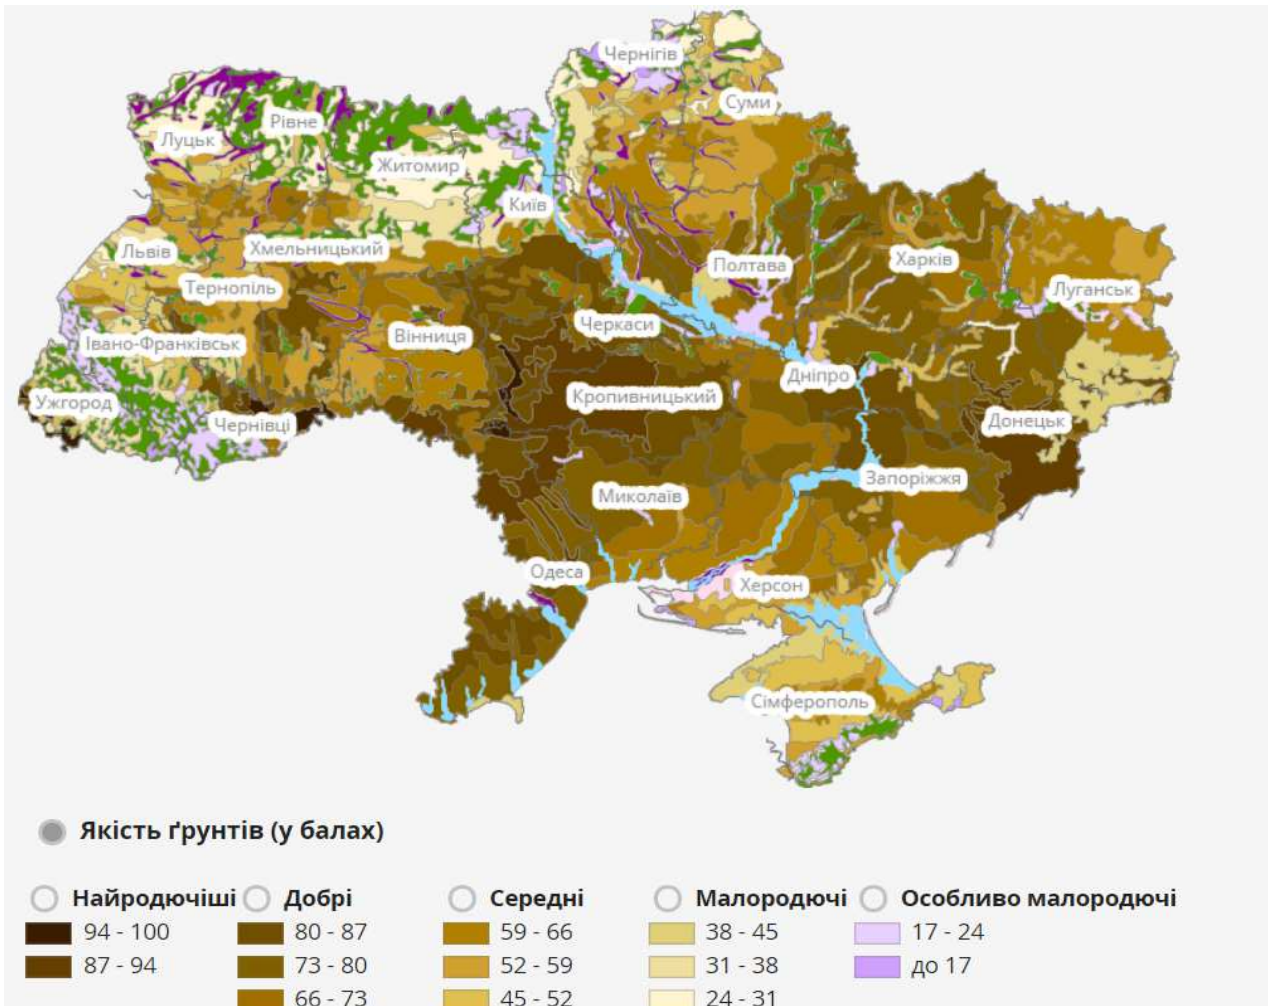 Чернігів
Суми
Рівне
Луцьк
Житомир
Київ
Хмельницький
Львів
Тернопіль
Полтава
Харків
Луганськ
Черкаси
Вінниця
Івано-Франківськ
Дніпро
Кропивницький
Ужгород
Чернівці
Донецьк
Запоріжжя
Миколаїв
Одеса
Херсон
Сімферополь
Якість ґрунтів (у балах)
Найродючіші Добрі Середні Малородючі Особливо малородючі
94 - 100 80 - 87 59 - 66 38 - 45 17 - 24
87 - 94 73 - 80 52 - 59 31 - 38 до 17
66 - 73 45 - 52 24 - 31